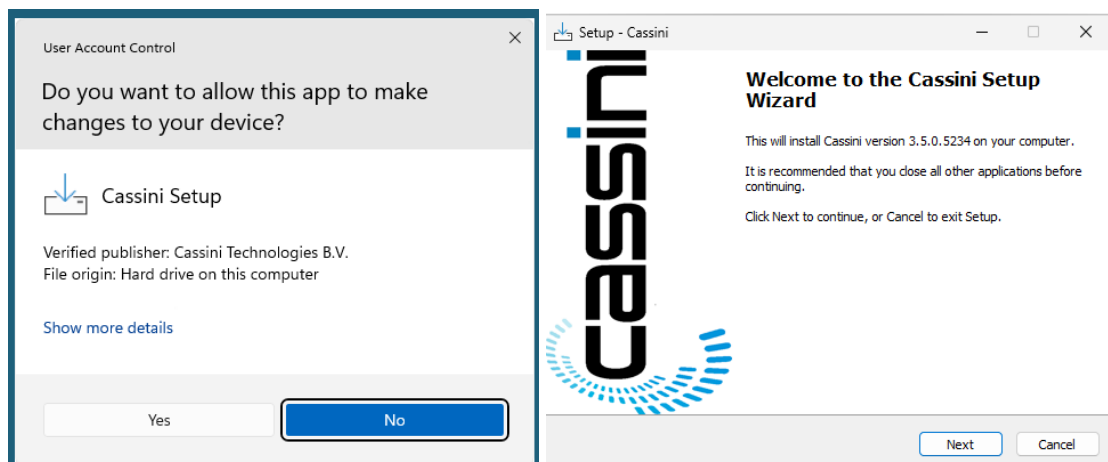 User Account Control
Do you want to allow this app to make
changes to your device?
Cassini Setup
Verified publisher: Cassini Technologies B.V.
File origin: Hard drive on this computer
Show more details
Yes
No
Setup - Cassini
cassini
Welcome to the Cassini Setup
Wizard
This will install Cassini version 3.5.0.5234 on your computer.
It is recommended that you close all other applications before
continuing.
Click Next to continue, or Cancel to exit Setup.
Next
Cancel